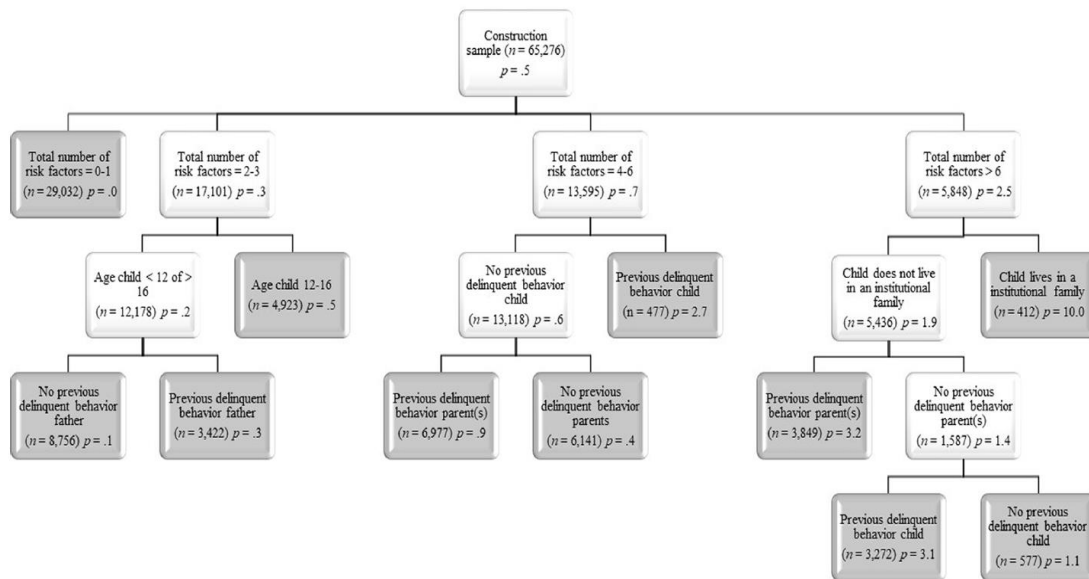 Construction
sample (n = 65,276)
p = .5
Total number of
risk factors = 0-1
(n = 29,032) p = .0
Total number of
risk factors = 2-3
(n = 17,101) p = .3
Total number of
risk factors = 4-6
(n = 13,595) p = .7
Total number of
risk factors > 6
(n = 5,848) p = 2.5
Age child < 12 of >
16
(n = 12,178) p = .2
Age child 12-16
(n = 4,923) p = .5
No previous
delinquent behavior
child
(n = 13,118) p = .6
Previous delinquent
behavior child
(n = 477) p = 2.7
Child does not live
in an institutional
family
(n = 5,436) p = 1.9
Child lives in a
institutional family
(n = 412) p = 10.0
No previous
delinquent behavior
father
(n = 8,756) p = .1
Previous delinquent
behavior father
(n = 3,422) p = .3
Previous delinquent
behavior parent(s)
(n = 6,977) p = .9
No previous
delinquent behavior
parents
(n = 6,141) p = .4
Previous delinquent
behavior parent(s)
(n = 3,849) p = 3.2
No previous
delinquent behavior
parent(s)
(n = 1,587) p = 1.4
Previous delinquent
behavior child
(n = 3,272) p = 3.1
No previous
delinquent behavior
child
(n = 577) p = 1.1